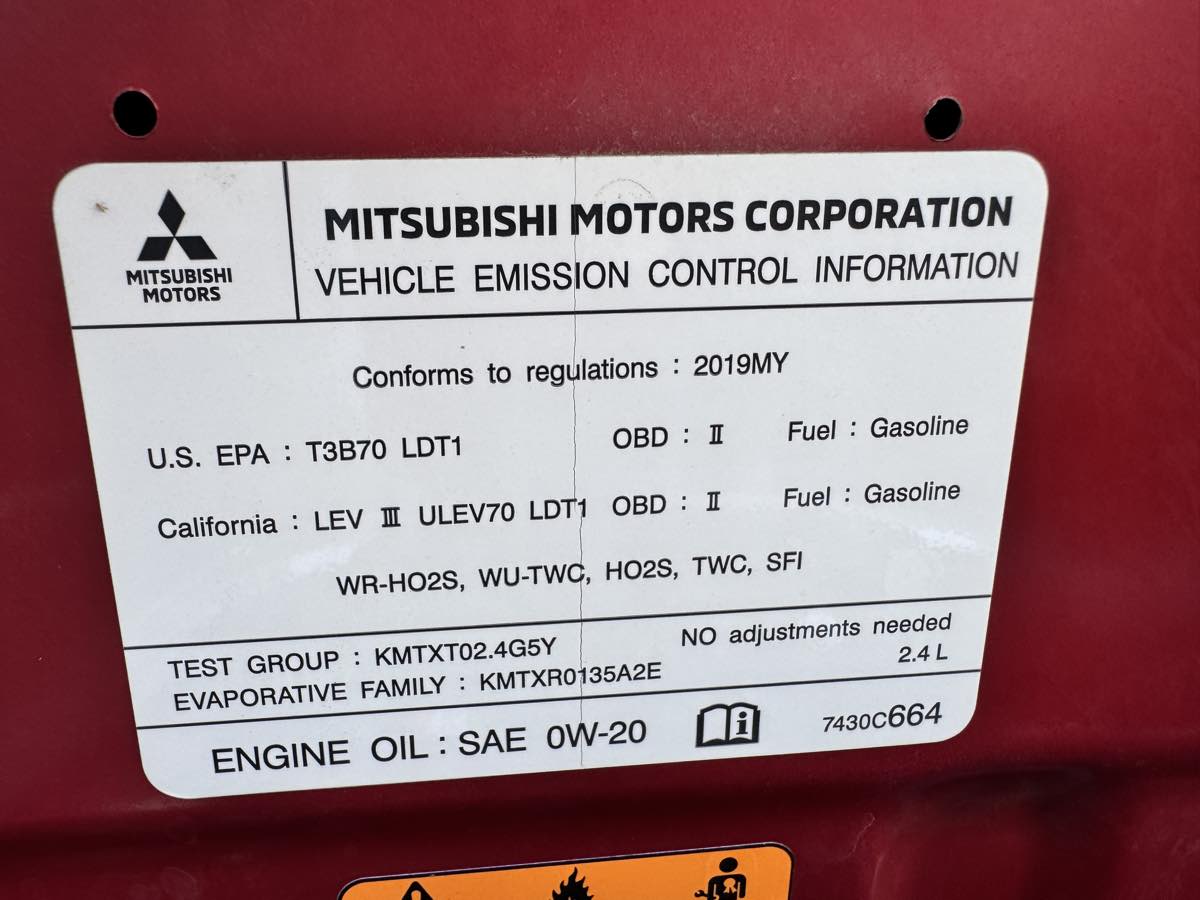 MITSUBISHI
MOTORS
MITSUBISHI MOTORS CORPORATION
VEHICLE EMISSION CONTROL INFORMATION
Conforms to regulations : 2019MY
U.S. EPA : T3B70 LDT1 OBD : Ⅱ Fuel : Gasoline
California : LEV Ⅲ ULEV70 LDT1 OBD : Ⅱ Fuel : Gasoline
WR-HO2S, WU-TWC, HO2S, TWC, SFI
TEST GROUP : KMTXT02.4G5Y NO adjustments needed
EVAPORATIVE FAMILY : KMTXR0135A2E 2.4 L
ENGINE OIL : SAE 0W-20 i 7430C664